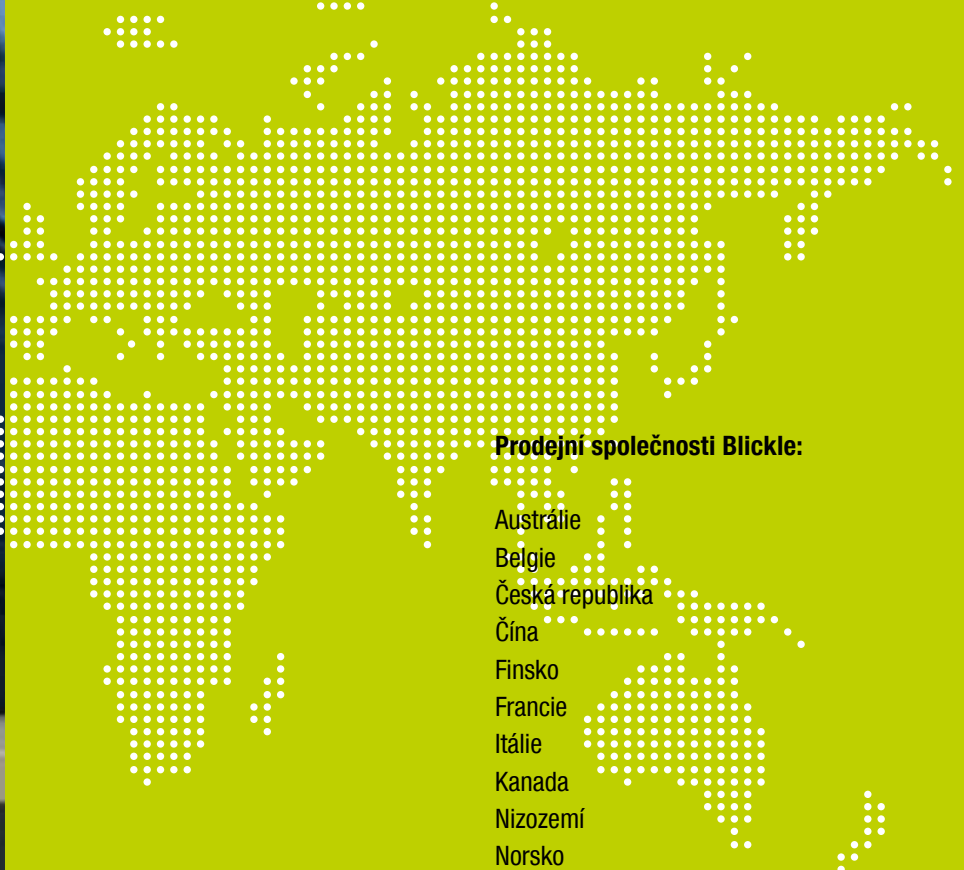 Prodejní společnosti Blickle:
Austrálie
Belgie
Česká republika
Čína
Finsko
Francie
Itálie
Kanada
Nizozemí
Norsko